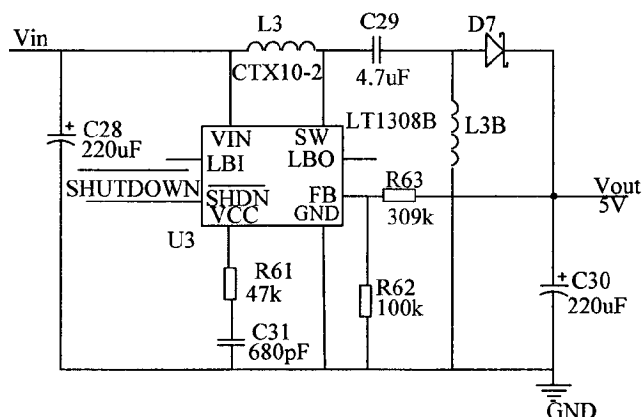 L3
C29
D7
Vin
CTX10-2
4.7uF
LT1308B
L3B
C28
220uF
VIN
SW
LBI
LBO
SHUTDOWN
SHDN
FB
R63
309k
Vout
5V
VCC
GND
U3
R61
47k
R62
100k
C30
220uF
C31
680pF
GND